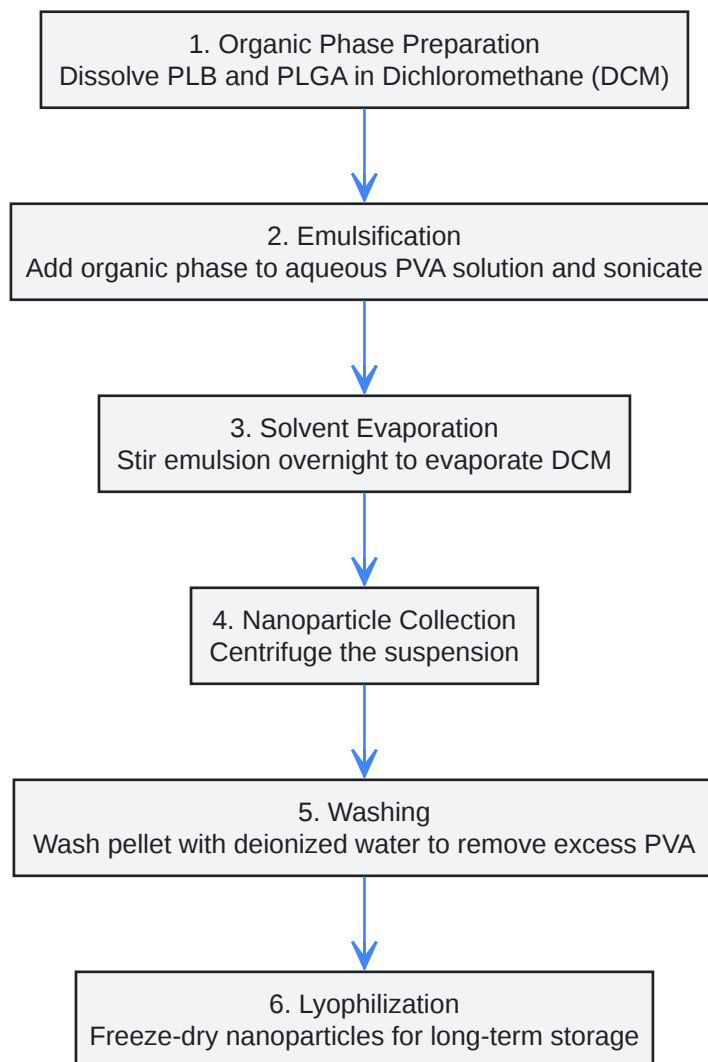 1. Organic Phase Preparation
Dissolve PLB and PLGA in Dichloromethane (DCM)
2. Emulsification
Add organic phase to aqueous PVA solution and sonicate
3. Solvent Evaporation
Stir emulsion overnight to evaporate DCM
4. Nanoparticle Collection
Centrifuge the suspension
5. Washing
Wash pellet with deionized water to remove excess PVA
6. Lyophilization
Freeze-dry nanoparticles for long-term storage